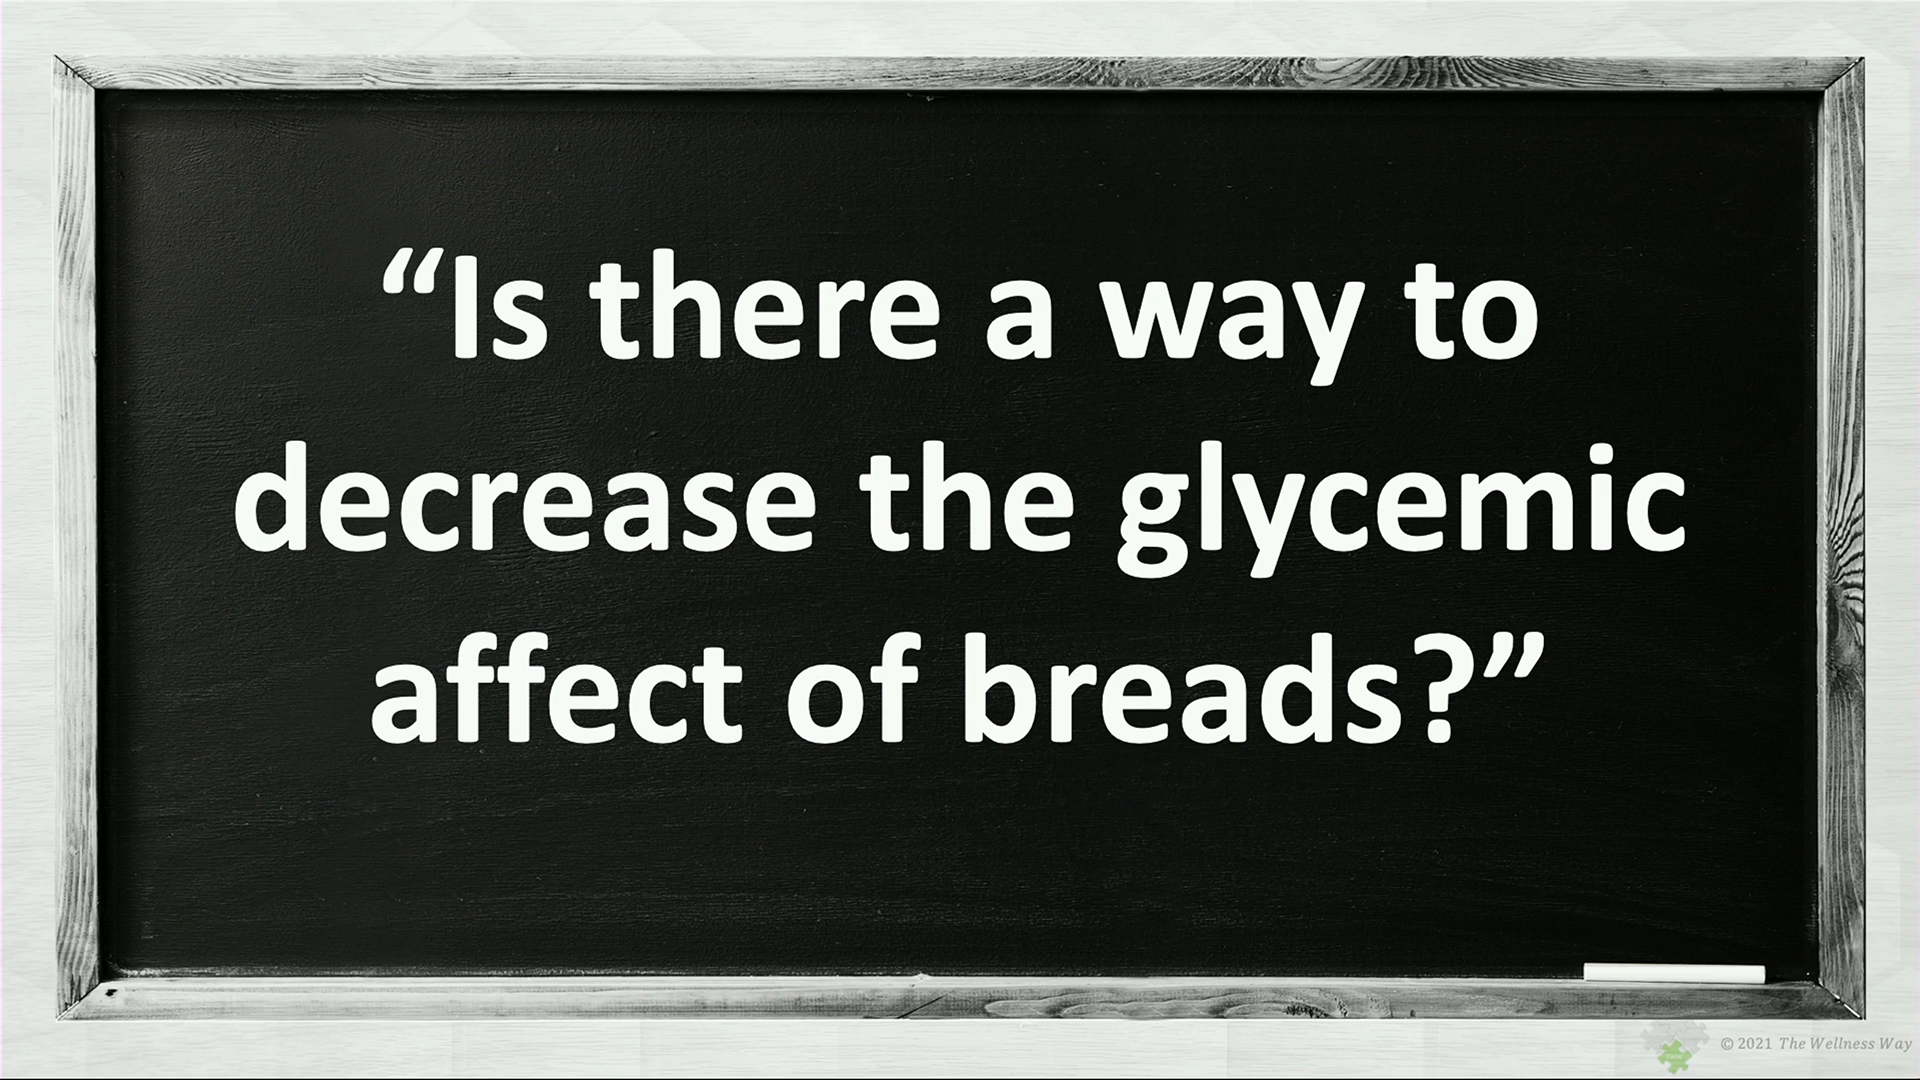 “Is there a way to
decrease the glycemic
affect of breads?”
© 2021 The Wellness Way